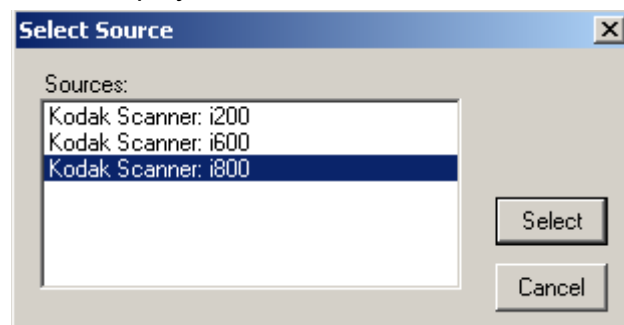 Select Source
Sources:
Kodak Scanner: i200
Kodak Scanner: i600
Kodak Scanner: i800
Select
Cancel